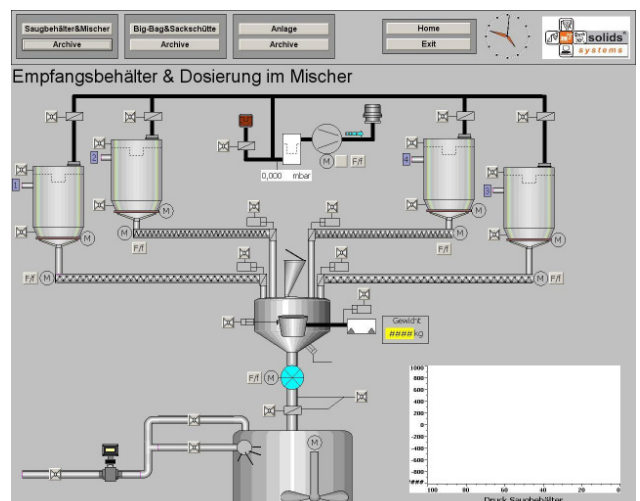 Saugbehälter&Mischer
Archive
Big-Bag&Sackschütte
Archive
Anlage
Archive
Home
Exit
solids
systems
Empfangsbehälter & Dosierung im Mischer
1
2
4
3
M
F/f
0,000 mbar
M
M
M
M
M
F/f
M
F/f
F/f
M
M
F/f
Gewicht
#### kg
F/f
M
M
1000
800
600
400
200
0
-200
-400
-600
-800
####
100 80 60 40 20 0
Druck Saugbehälter